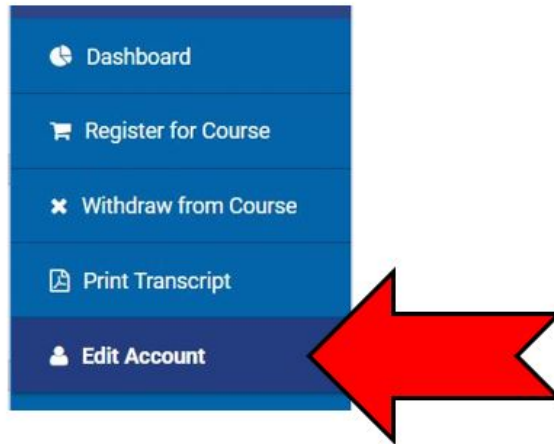 Dashboard
Register for Course
Withdraw from Course
Print Transcript
Edit Account